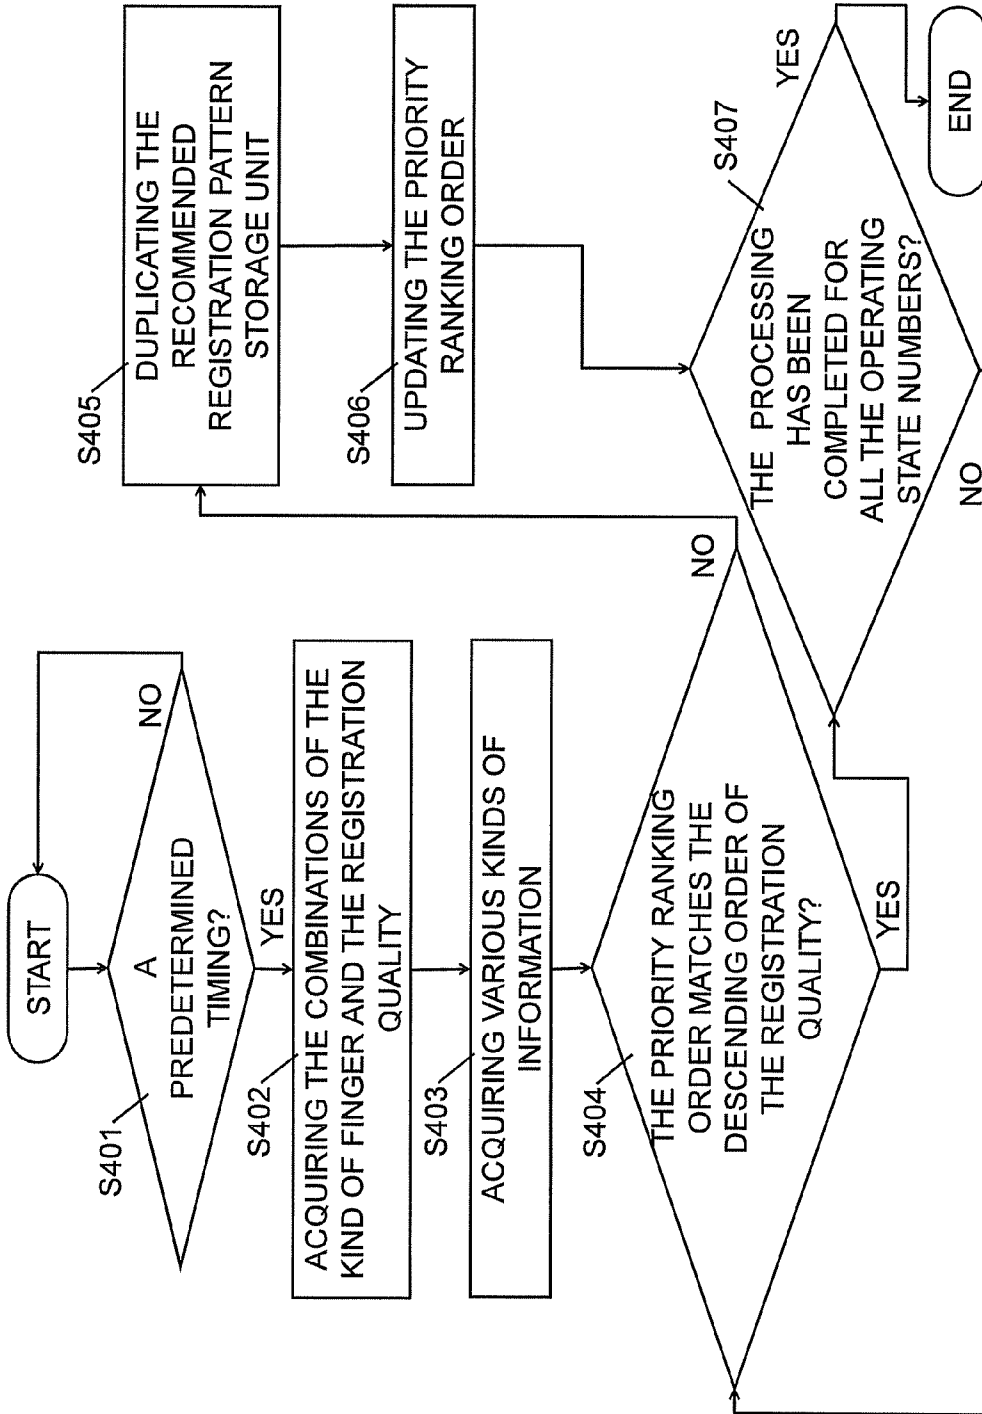 START
S401
A
PREDETERMINED
TIMING?
NO
YES
S402
ACQUIRING THE COMBINATIONS OF THE
KIND OF FINGER AND THE REGISTRATION
QUALITY
S403
ACQUIRING VARIOUS KINDS OF
INFORMATION
S404
THE PRIORITY RANKING
ORDER MATCHES THE
DESCENDING ORDER OF
THE REGISTRATION
QUALITY?
NO
YES
S405
DUPLICATING THE
RECOMMENDED
REGISTRATION PATTERN
STORAGE UNIT
S406
UPDATING THE PRIORITY
RANKING ORDER
S407
THE PROCESSING
HAS BEEN
COMPLETED FOR
ALL THE OPERATING
STATE NUMBERS?
YES
NO
END